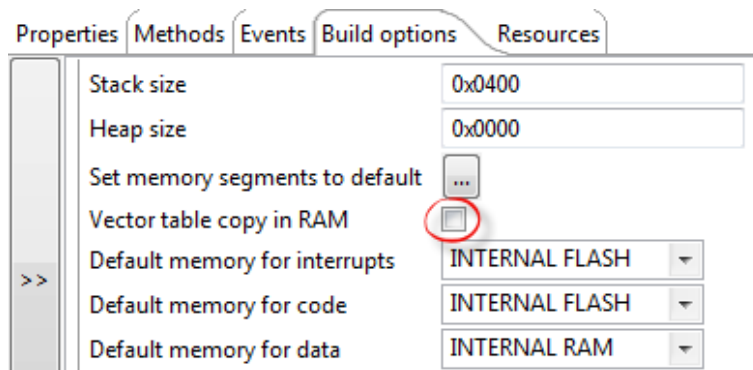 Properties Methods Events Build options Resources
Stack size 0x0400
Heap size 0x0000
Set memory segments to default ...
Vector table copy in RAM
>> Default memory for interrupts INTERNAL FLASH
Default memory for code INTERNAL FLASH
Default memory for data INTERNAL RAM